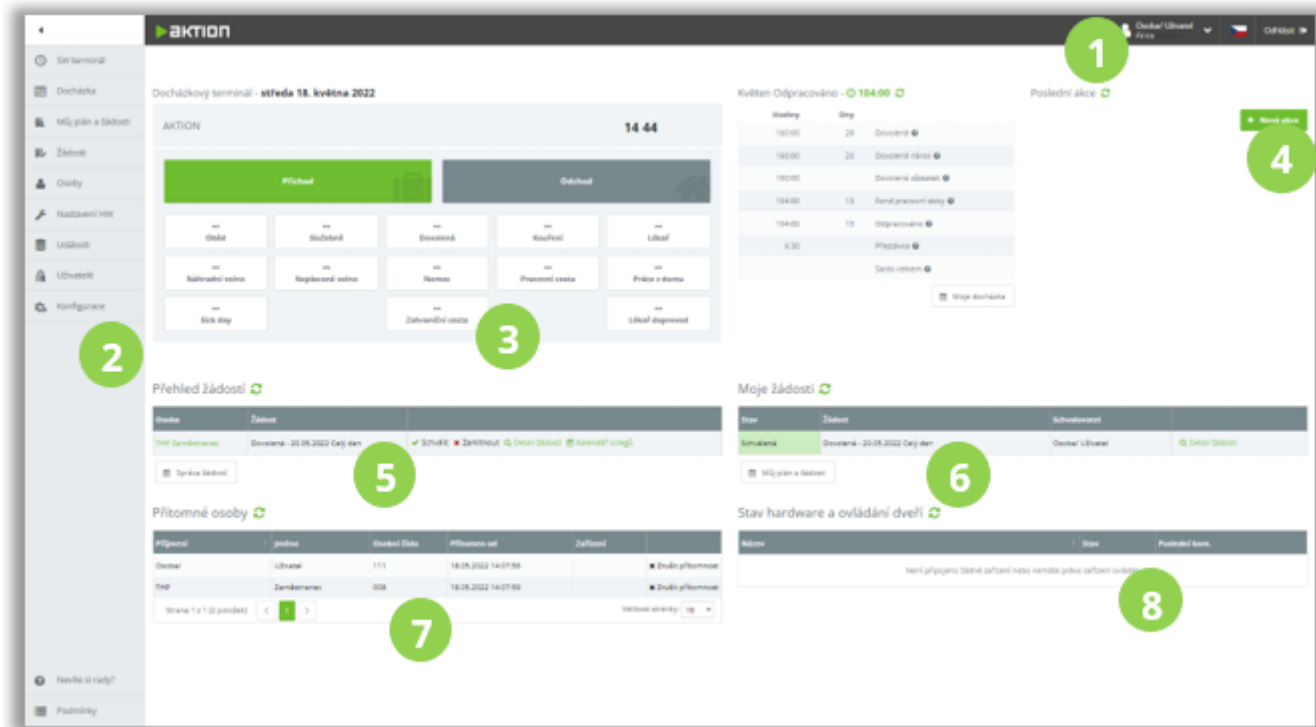 AKTION
Osoba/ Uživatel
Firma
Odhlásit
1
SW terminál
Docházka
Můj plán a žádosti
Žádosti
Osoby
Nastavení HW
Události
Uživatelé
Konfigurace
2
Nevíte si rady?
Podmínky
Docházkový terminál - středa 18. května 2022
AKTION
14 44
Příchod
Odchod
-- Oběd
-- Služebně
-- Dovolená
-- Kouření
-- Lékař
-- Náhradní volno
-- Neplacené volno
-- Nemoc
-- Pracovní cesta
-- Práce z domu
-- Sick day
-- Zahraniční cesta
-- Lékař doprovod
3
Květen Odpracováno - 104:00
Hodiny Dny
160:00 20 Dovolená
160:00 20 Dovolená nárok
160:00 Dovolená zůstatek
104:00 13 Fond pracovní doby
104:00 13 Odpracováno
6:30 Přestávka
Saldo celkem
Moje docházka
Poslední akce
+ Nová akce
4
Přehled žádostí
Osoba Žádost
THP Zaměstnanec Dovolená - 20.05.2022 Celý den Schválit Zamítnout Detail žádosti Kalendář kolegů
Správa žádostí
5
Moje žádosti
Stav Žádost Schvalovatel
Schválená Dovolená - 20.05.2022 Celý den Osoba/ Uživatel Detail žádosti
Můj plán a žádosti
6
Přítomné osoby
Příjmení Jméno Osobní číslo Přítomen od Zařízení
Osoba/ Uživatel 111 18.05.2022 14:07:56 Zrušit přítomnost
THP Zaměstnanec 008 18.05.2022 14:07:59 Zrušit přítomnost
Strana 1 z 1 (2 položek) < 1 > Velikost stránky: 10
7
Stav hardware a ovládání dveří
Název Stav Poslední kom.
Není připojeno žádné zařízení nebo nemáte právo zařízení
8